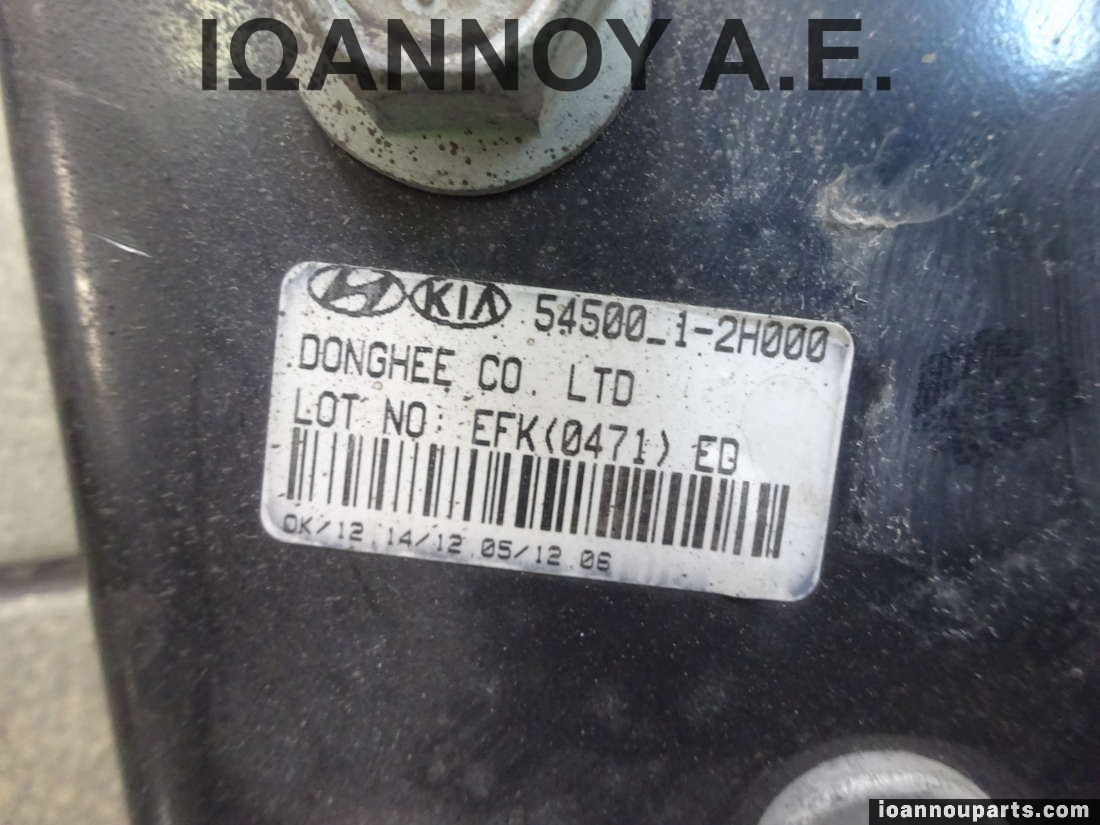 ΙΩΑΝΝΟΥ Α.Ε.
KIA 54500_1-2H000
DONGHEE CO. LTD
LOT NO: EFK(0471) ED
OK/12.14/12.05/12.06
ioannouparts.com